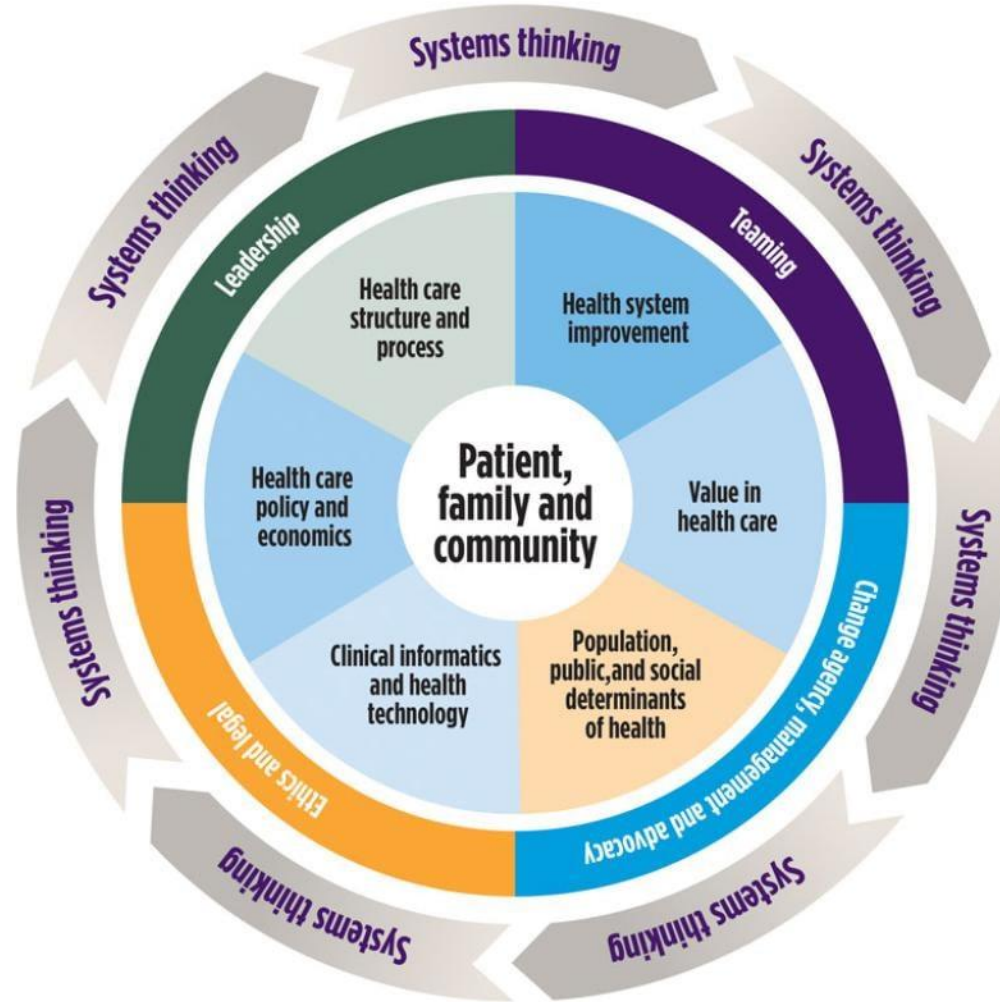 Systems thinking
Systems thinking
Systems thinking
Systems thinking
Systems thinking
Systems thinking
Systems thinking
Leadership
Teaming
Change agency, management and advocacy
Ethics and legal
Health care
structure and
process
Health system
improvement
Value in
health care
Population,
public,and social
determinants
of health
Clinical informatics
and health
technology
Health care
policy and
economics
Patient,
family and
community